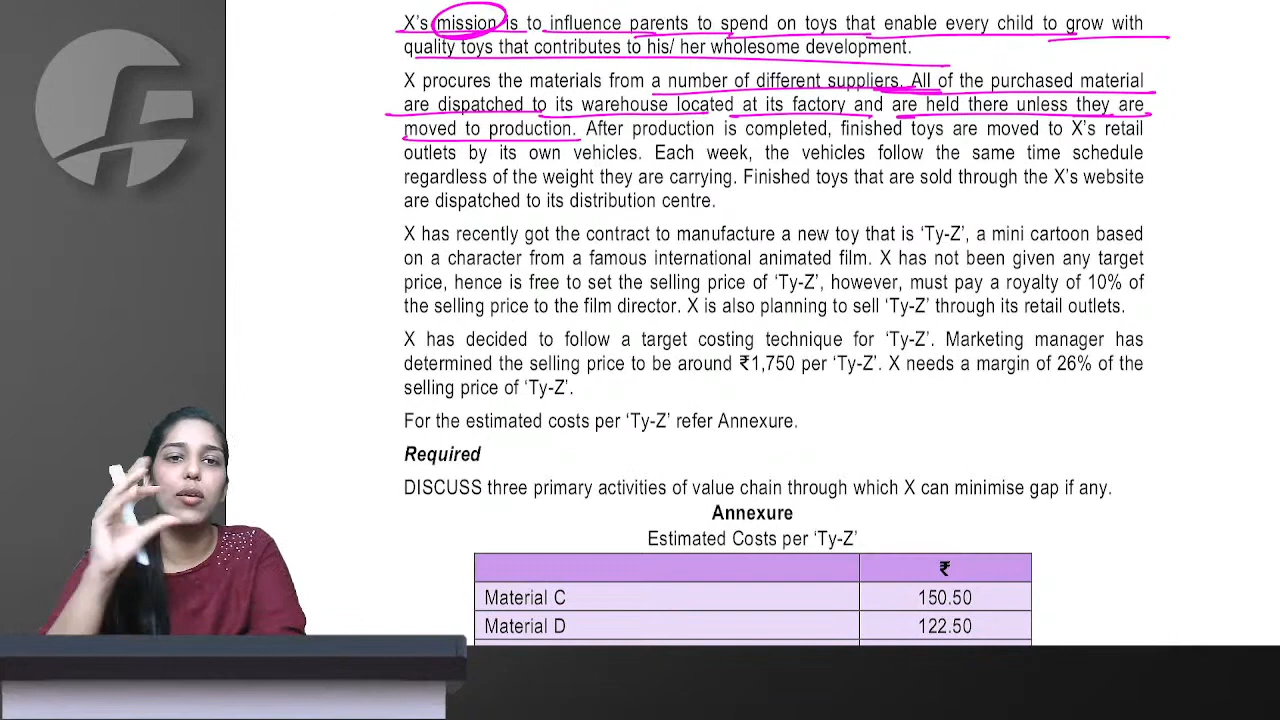 X's mission is to influence parents to spend on toys that enable every child to grow with
quality toys that contributes to his/ her wholesome development.
X procures the materials from a number of different suppliers. All of the purchased material
are dispatched to its warehouse located at its factory and are held there unless they are
moved to production. After production is completed, finished toys are moved to X's retail
outlets by its own vehicles. Each week, the vehicles follow the same time schedule
regardless of the weight they are carrying. Finished toys that are sold through the X's website
are dispatched to its distribution centre.
X has recently got the contract to manufacture a new toy that is 'Ty-Z', a mini cartoon based
on a character from a famous international animated film. X has not been given any target
price, hence is free to set the selling price of 'Ty-Z', however, must pay a royalty of 10% of
the selling price to the film director. X is also planning to sell 'Ty-Z' through its retail outlets.
X has decided to follow a target costing technique for 'Ty-Z'. Marketing manager has
determined the selling price to be around ₹1,750 per 'Ty-Z'. X needs a margin of 26% of the
selling price of 'Ty-Z'.
For the estimated costs per 'Ty-Z' refer Annexure.
Required
DISCUSS three primary activities of value chain through which X can minimise gap if any.
Annexure
Estimated Costs per 'Ty-Z'
₹
Material C 150.50
Material D 122.50